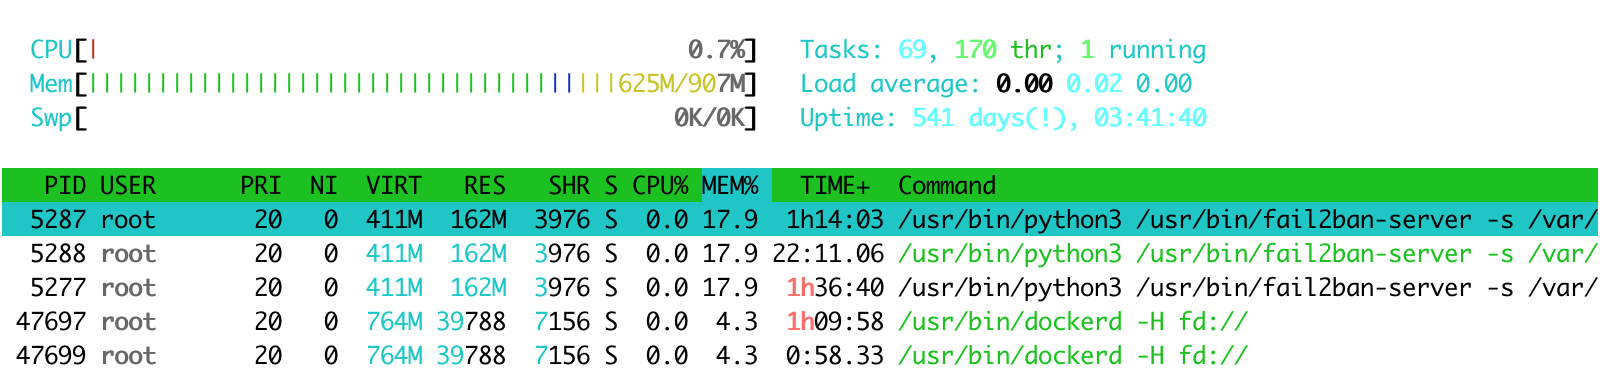 CPU[| 0.7%] Tasks: 69, 170 thr; 1 running
Mem[||||||||||||||||||||||||||||||||||||||625M/907M] Load average: 0.00 0.02 0.00
Swp[ 0K/0K] Uptime: 541 days(!), 03:41:40
PID USER PRI NI VIRT RES SHR S CPU% MEM% TIME+ Command
5287 root 20 0 411M 162M 3976 S 0.0 17.9 1h14:03 /usr/bin/python3 /usr/bin/fail2ban-server -s /var/
5288 root 20 0 411M 162M 3976 S 0.0 17.9 22:11.06 /usr/bin/python3 /usr/bin/fail2ban-server -s /var/
5277 root 20 0 411M 162M 3976 S 0.0 17.9 1h36:40 /usr/bin/python3 /usr/bin/fail2ban-server -s /var/
47697 root 20 0 764M 39788 7156 S 0.0 4.3 1h09:58 /usr/bin/dockerd -H fd://
47699 root 20 0 764M 39788 7156 S 0.0 4.3 0:58.33 /usr/bin/dockerd -H fd://